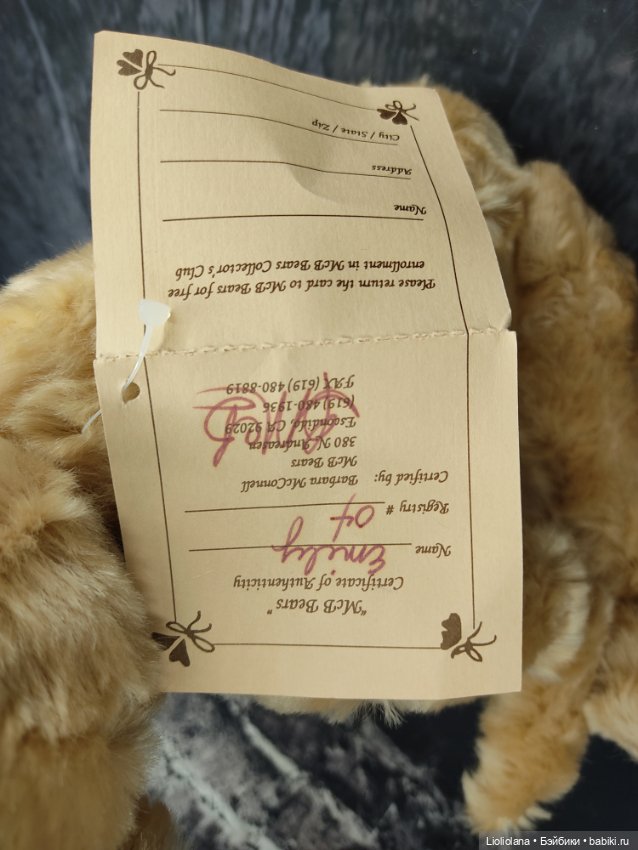 "McB Bears"
Certificate of Authenticity
Name Emily
Registry # 04
Certified by: Barbara McConnell
McB Bears
380 N Andreasen
Escondido, CA 92029
(619) 480-1936
FAX (619) 480-8819
Please return the card to McB Bears for free
enrollment in McB Bears Collector's Club
Name
Address
City / State / Zip
Lioliolana • Бэйбики • babiki.ru